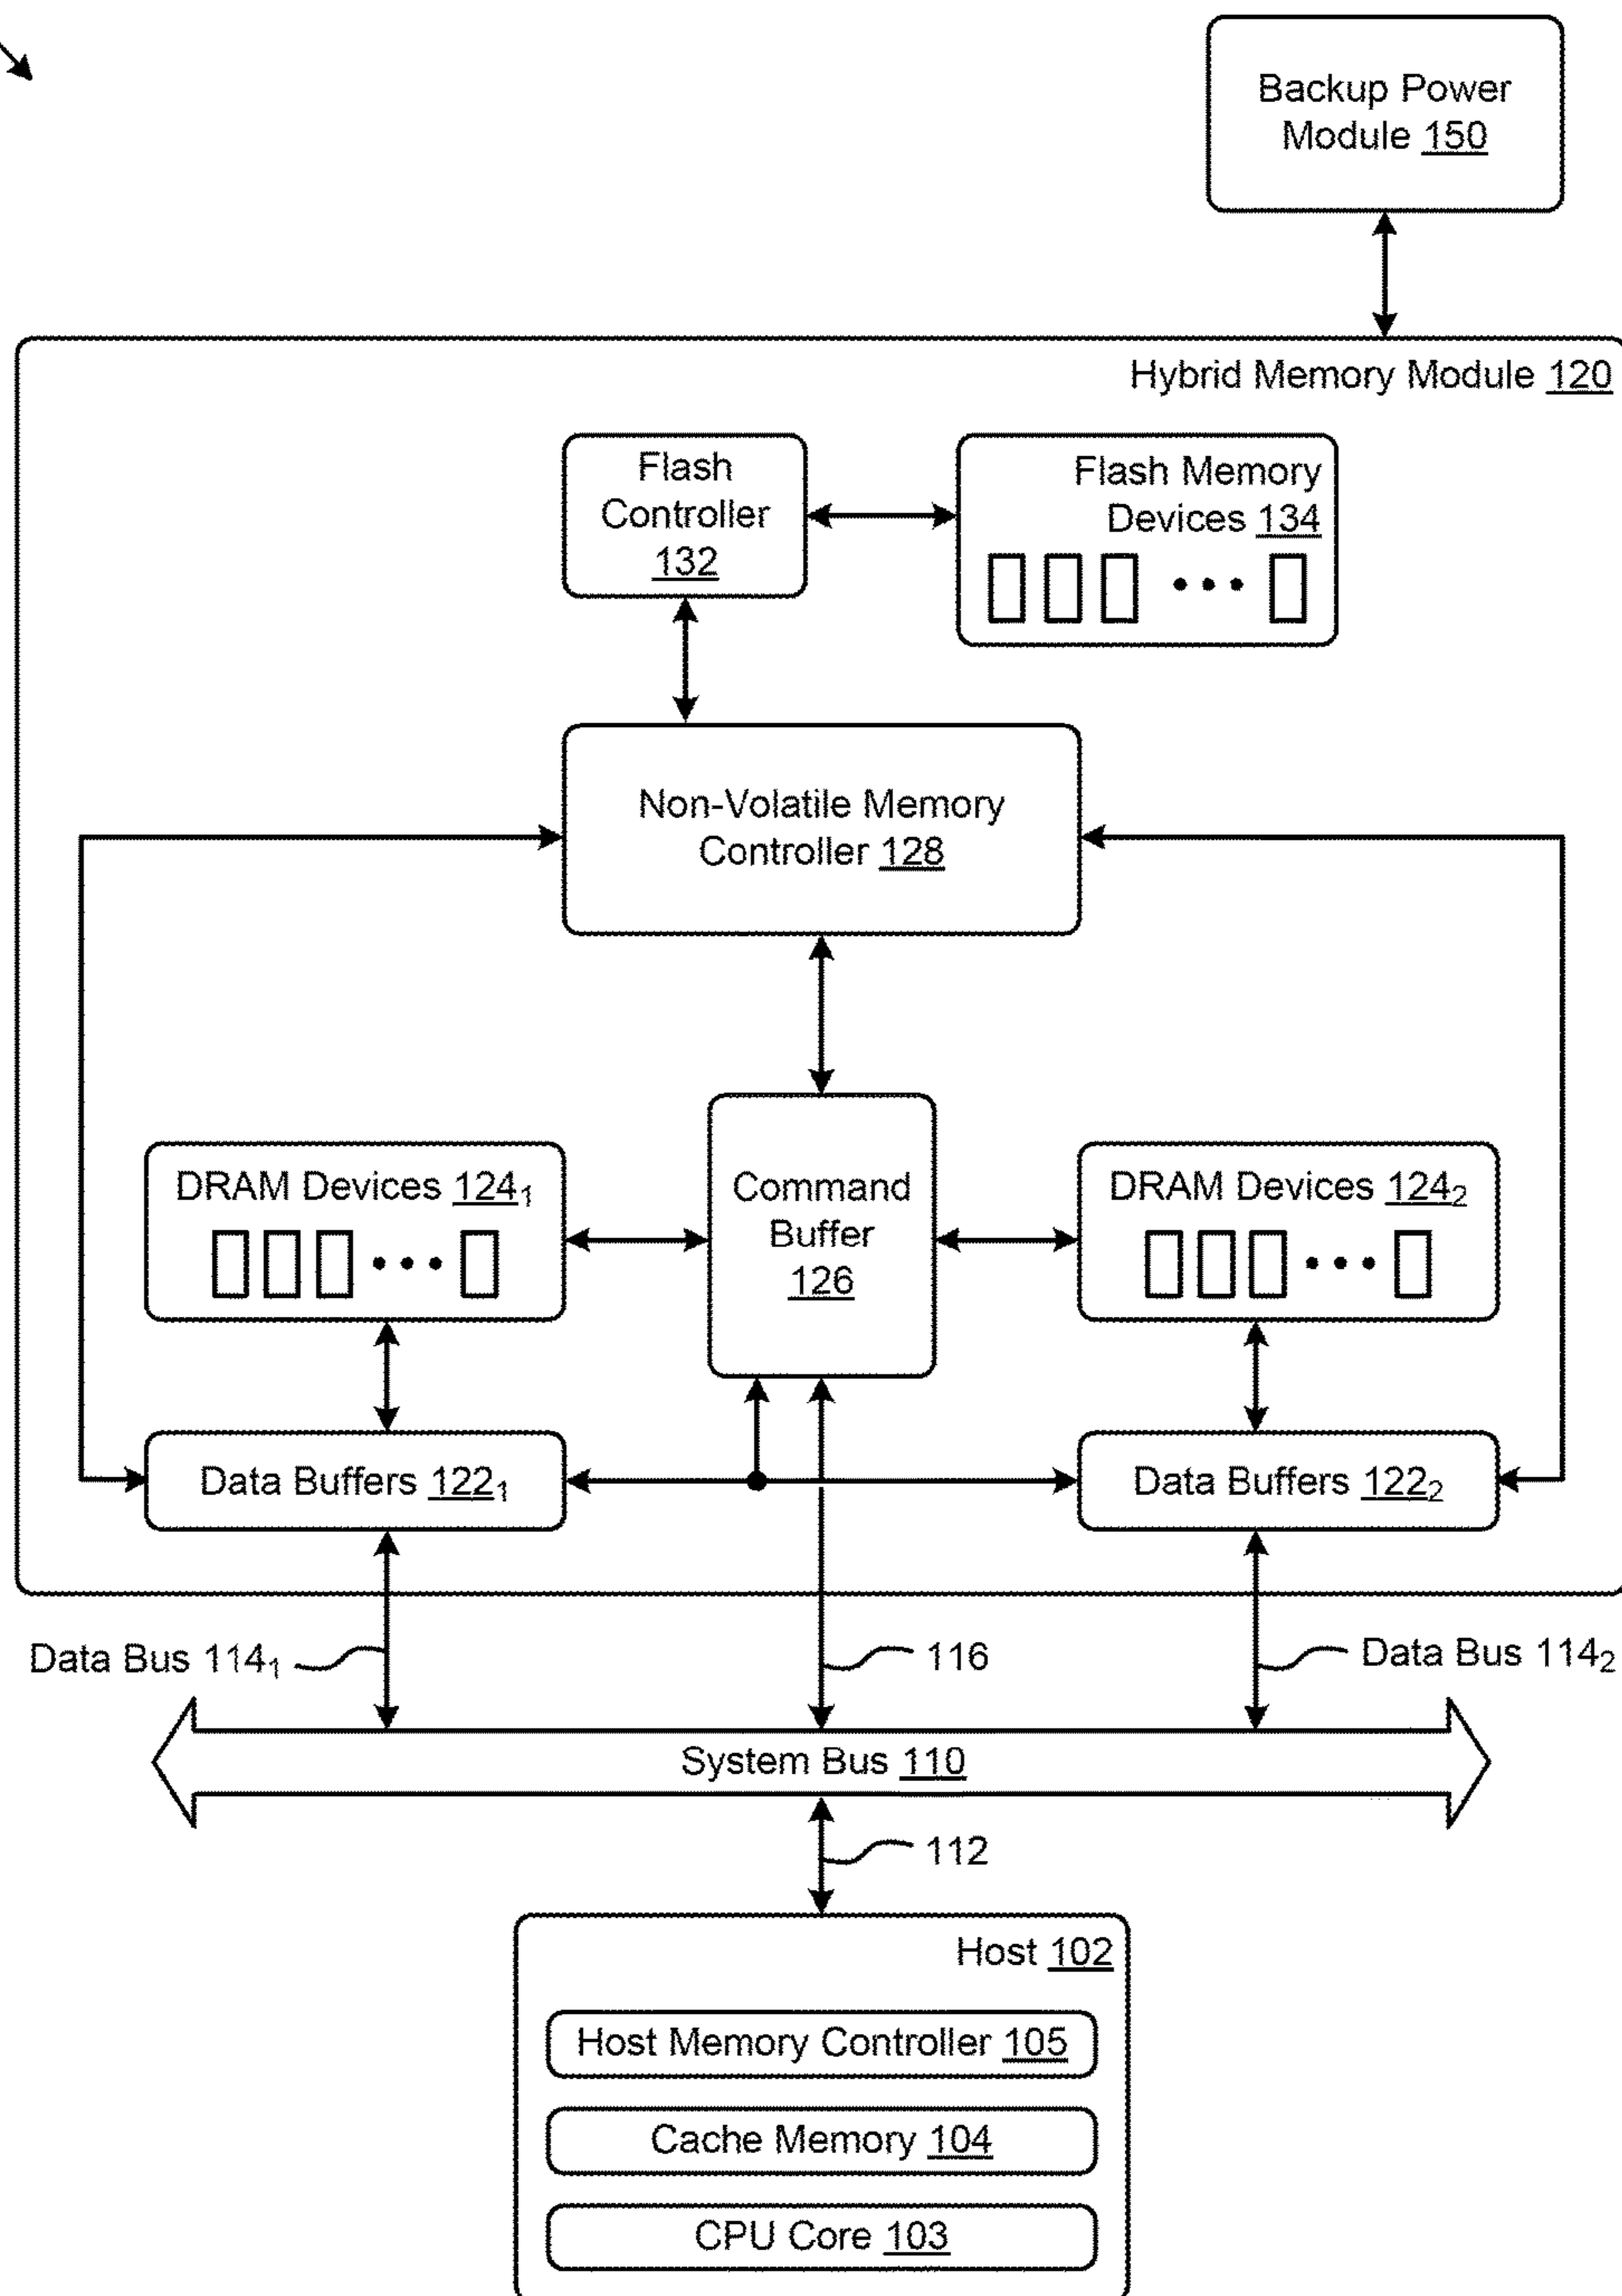 Backup Power
Module 150
Hybrid Memory Module 120
Flash
Controller
132
Flash Memory
Devices 134
Non-Volatile Memory
Controller 128
DRAM Devices 124₁
Command
Buffer
126
DRAM Devices 124₂
Data Buffers 122₁
Data Buffers 122₂
Data Bus 114₁
116
Data Bus 114₂
System Bus 110
112
Host 102
Host Memory Controller 105
Cache Memory 104
CPU Core 103